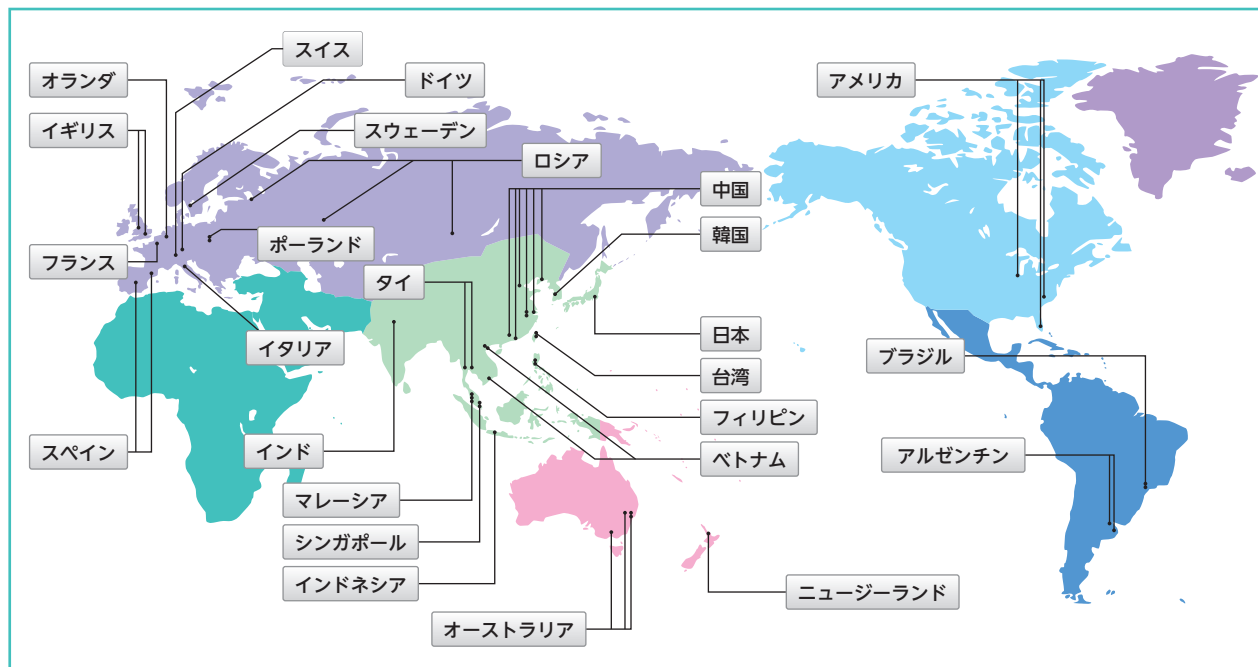 スイス
オランダ
ドイツ
アメリカ
イギリス
スウェーデン
ロシア
中国
韓国
ポーランド
フランス
タイ
日本
イタリア
ブラジル
台湾
フィリピン
スペイン
インド
ベトナム
アルゼンチン
マレーシア
シンガポール
インドネシア
ニュージーランド
オーストラリア